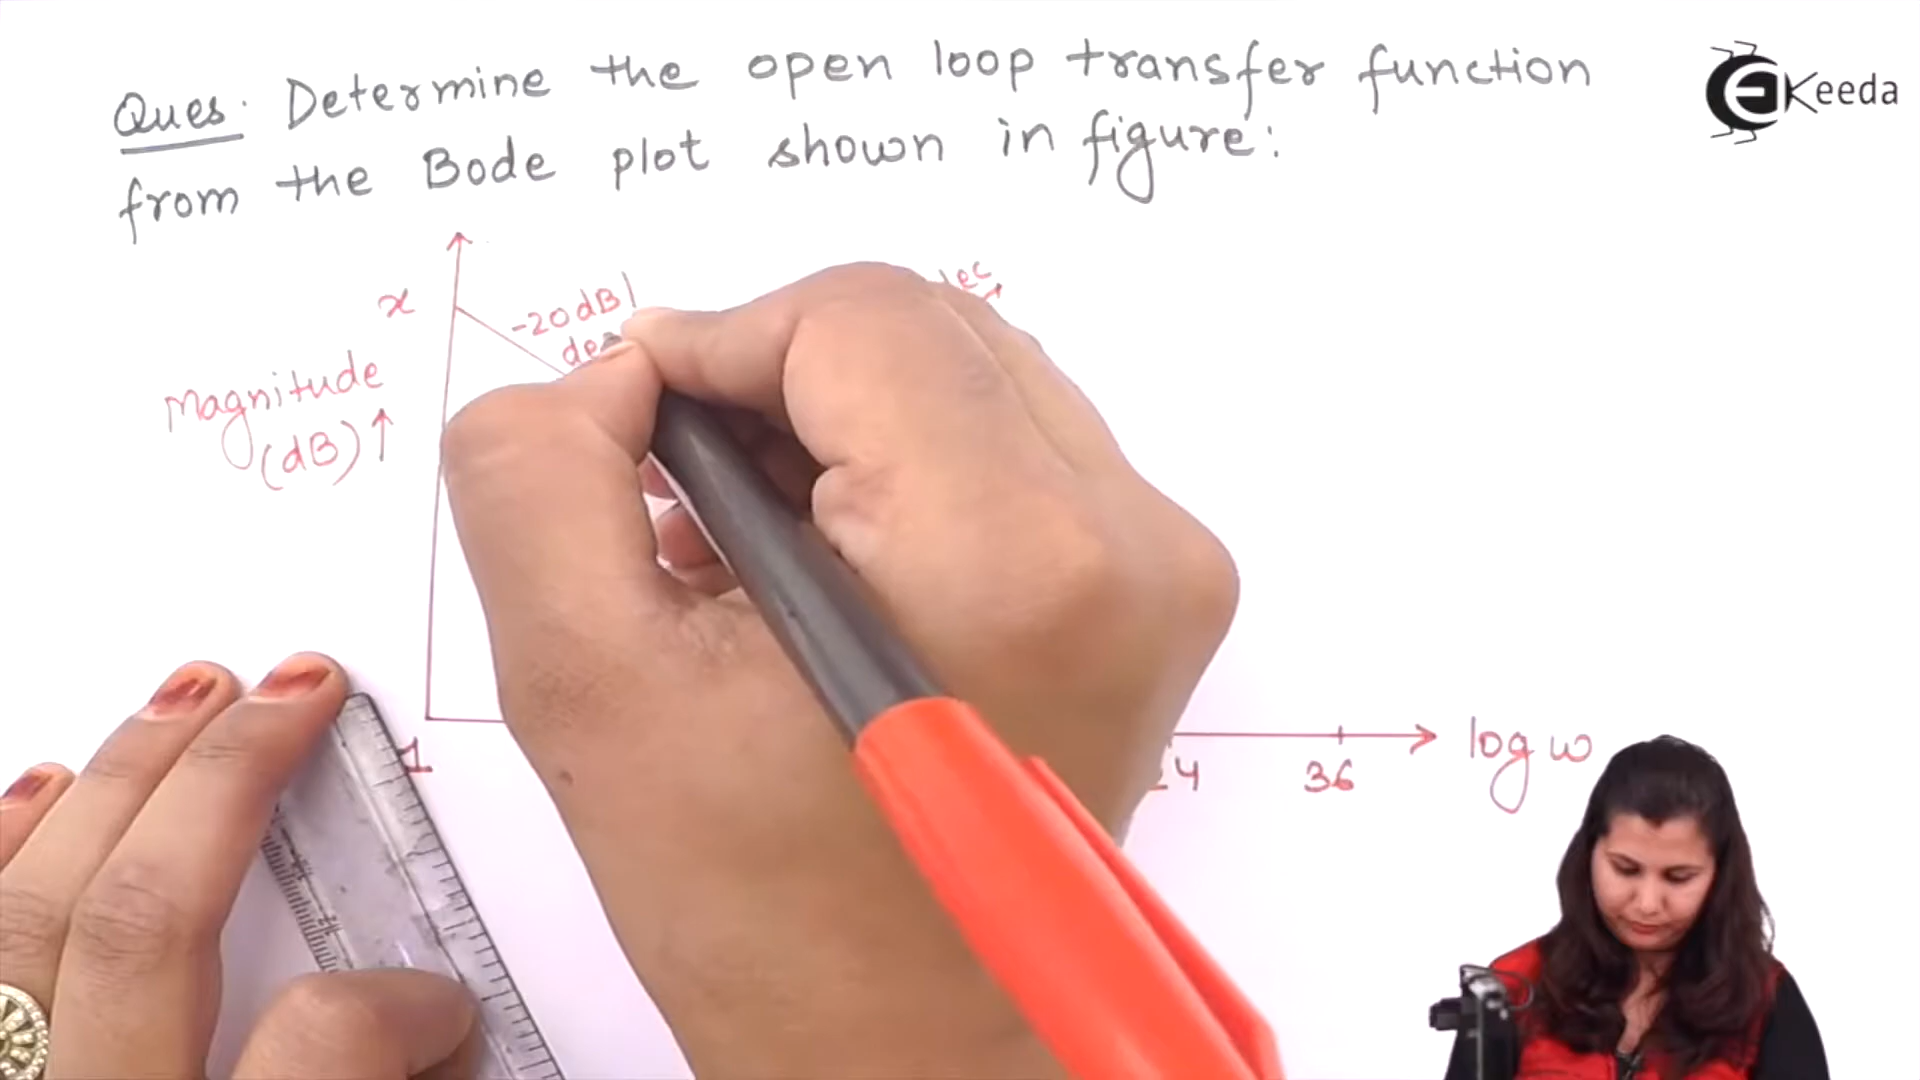 Ques. Determine the open loop transfer function
from the Bode plot shown in figure:
Keeda
x
-20dB/
Magnitude
(dB)↑
1
36
log ω